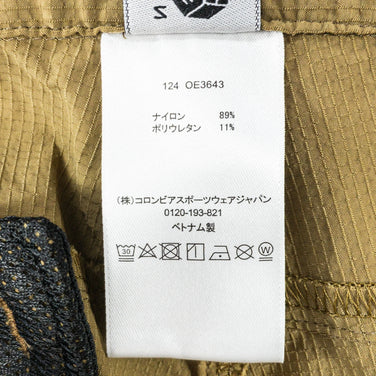 Z
124 OE3643
ナイロン 89%
ポリウレタン 11%
(株)コロンビアスポーツウェアジャパン
0120-193-821
ベトナム製
30 W